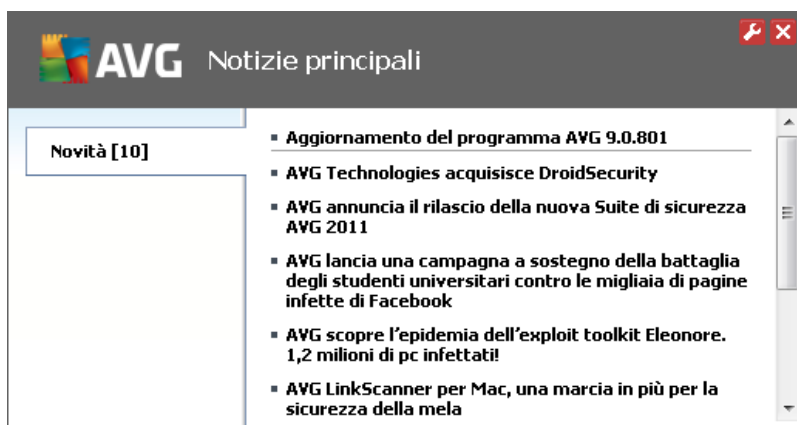 AVG Notizie principali
Novità [10]
Aggiornamento del programma AVG 9.0.801
AVG Technologies acquisisce DroidSecurity
AVG annuncia il rilascio della nuova Suite di sicurezza
AVG 2011
AVG lancia una campagna a sostegno della battaglia
degli studenti universitari contro le migliaia di pagine
infette di Facebook
AVG scopre l'epidemia dell'exploit toolkit Eleonore.
1,2 milioni di pc infettati!
AVG LinkScanner per Mac, una marcia in più per la
sicurezza della mela